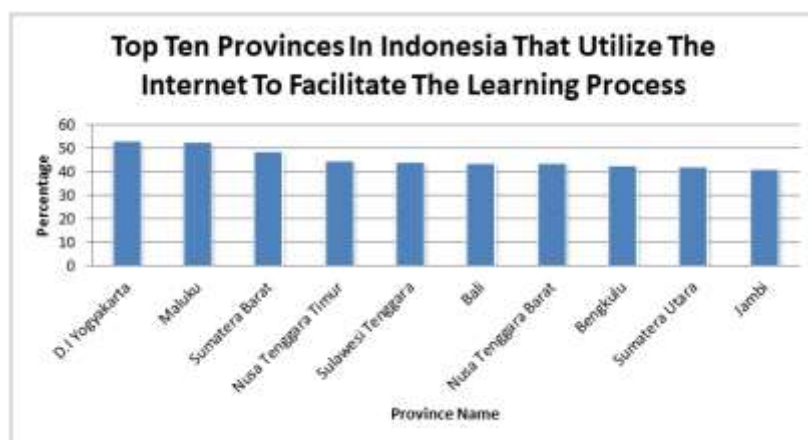 Top Ten Provinces In Indonesia That Utilize The
Internet To Facilitate The Learning Process
Percentage
60
50
40
30
20
10
0
D.I Yogyakarta
Maluku
Sumatera Barat
Nusa Tenggara Timur
Sulawesi Tenggara
Bali
Nusa Tenggara Barat
Bengkulu
Sumatera Utara
Jambi
Province Name